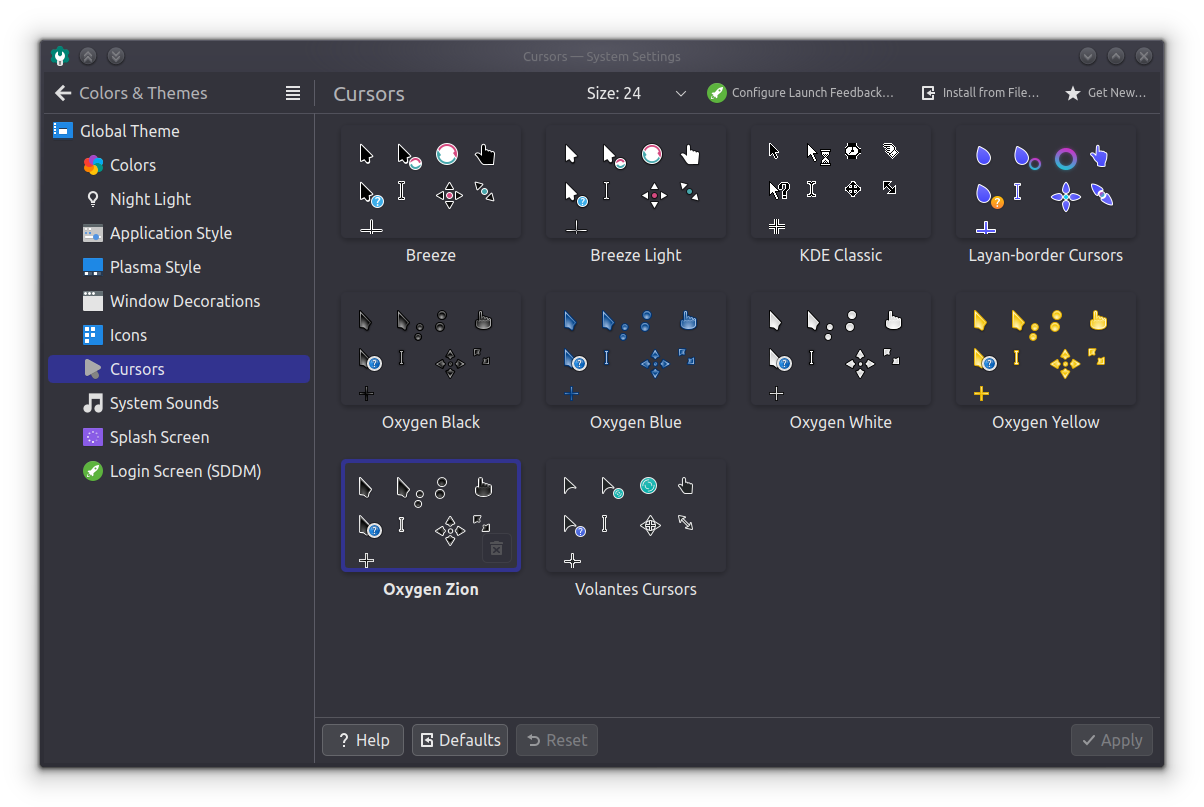 Cursors — System Settings
Colors & Themes
Cursors
Size: 24
Configure Launch Feedback...
Install from File...
Get New...
Global Theme
Colors
Night Light
Application Style
Plasma Style
Window Decorations
Icons
Cursors
System Sounds
Splash Screen
Login Screen (SDDM)
Breeze
Breeze Light
KDE Classic
Layan-border Cursors
Oxygen Black
Oxygen Blue
Oxygen White
Oxygen Yellow
Oxygen Zion
Volantes Cursors
? Help
Defaults
Reset
Apply